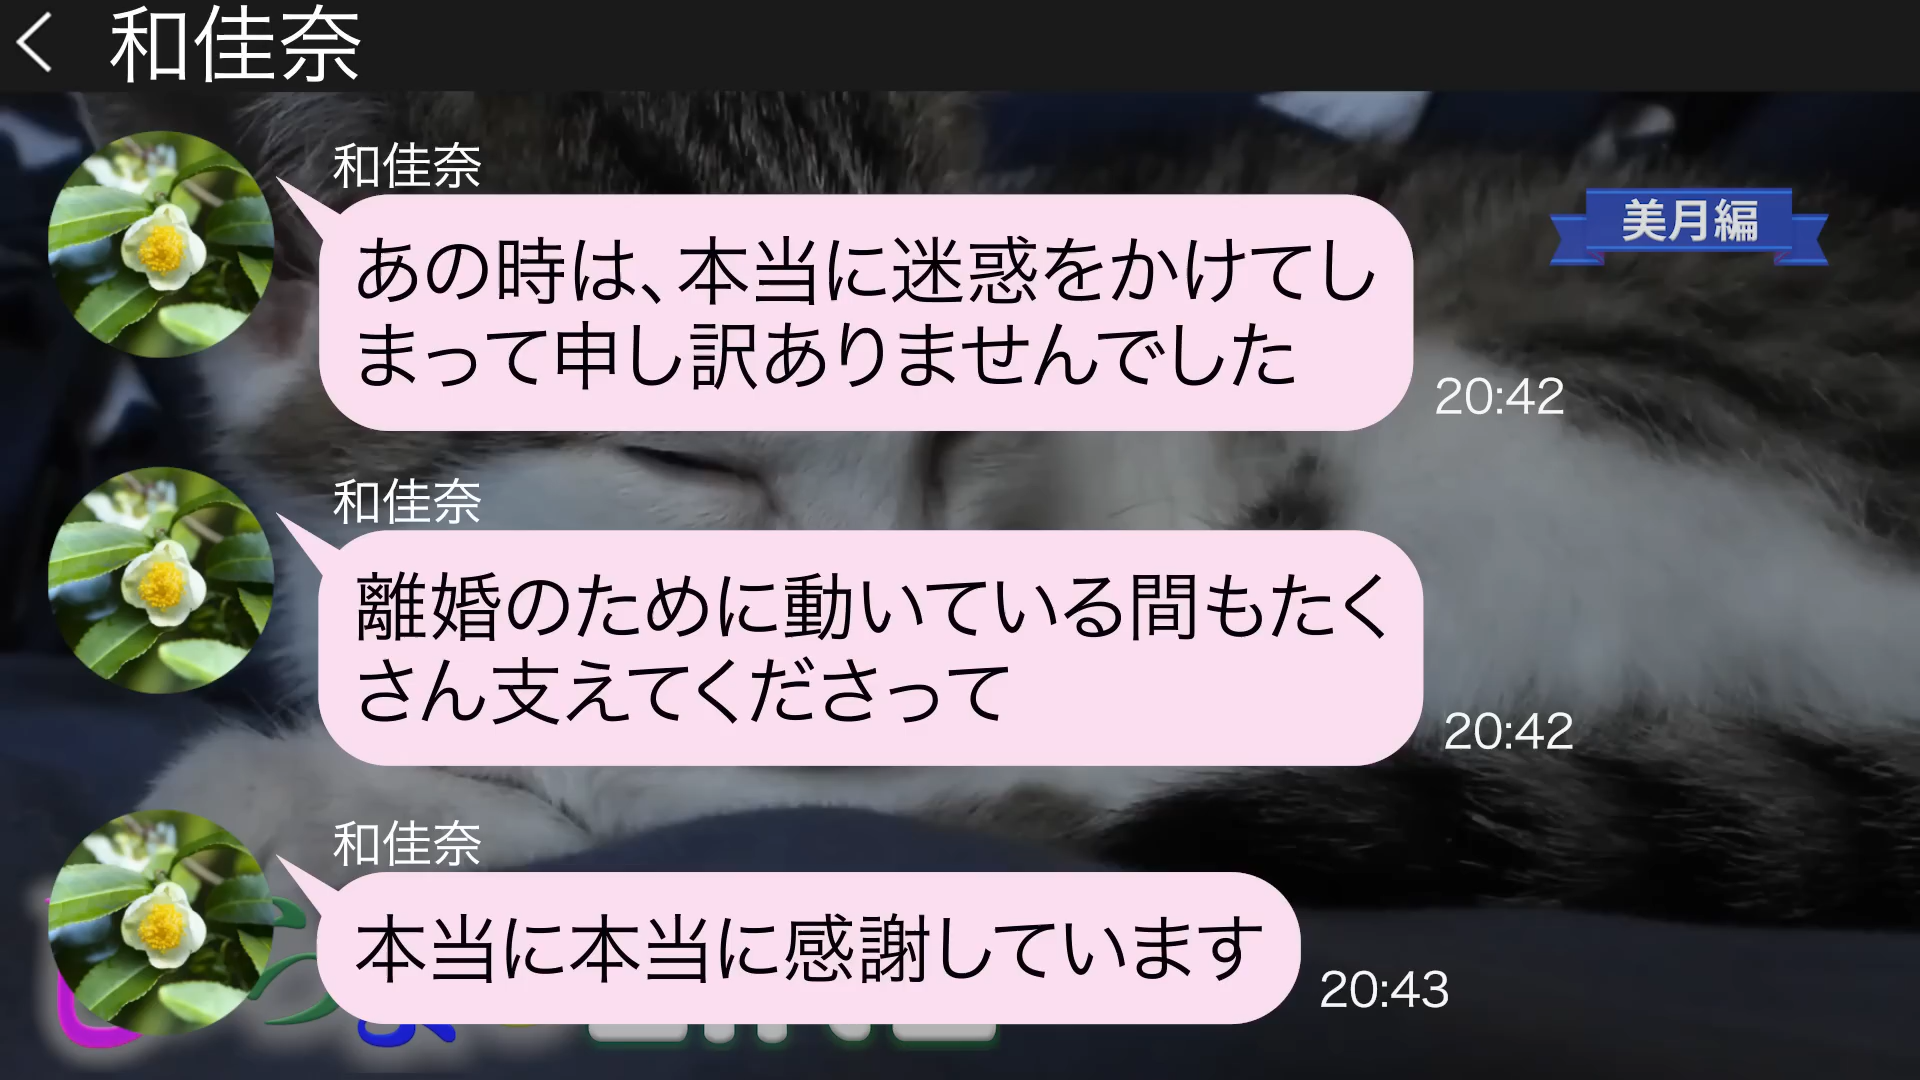 和佳奈
和佳奈
あの時は、本当に迷惑をかけてし
まって申し訳ありませんでした
20:42
美月編
和佳奈
離婚のために動いている間もたく
さん支えてくださって
20:42
和佳奈
本当に本当に感謝しています
20:43